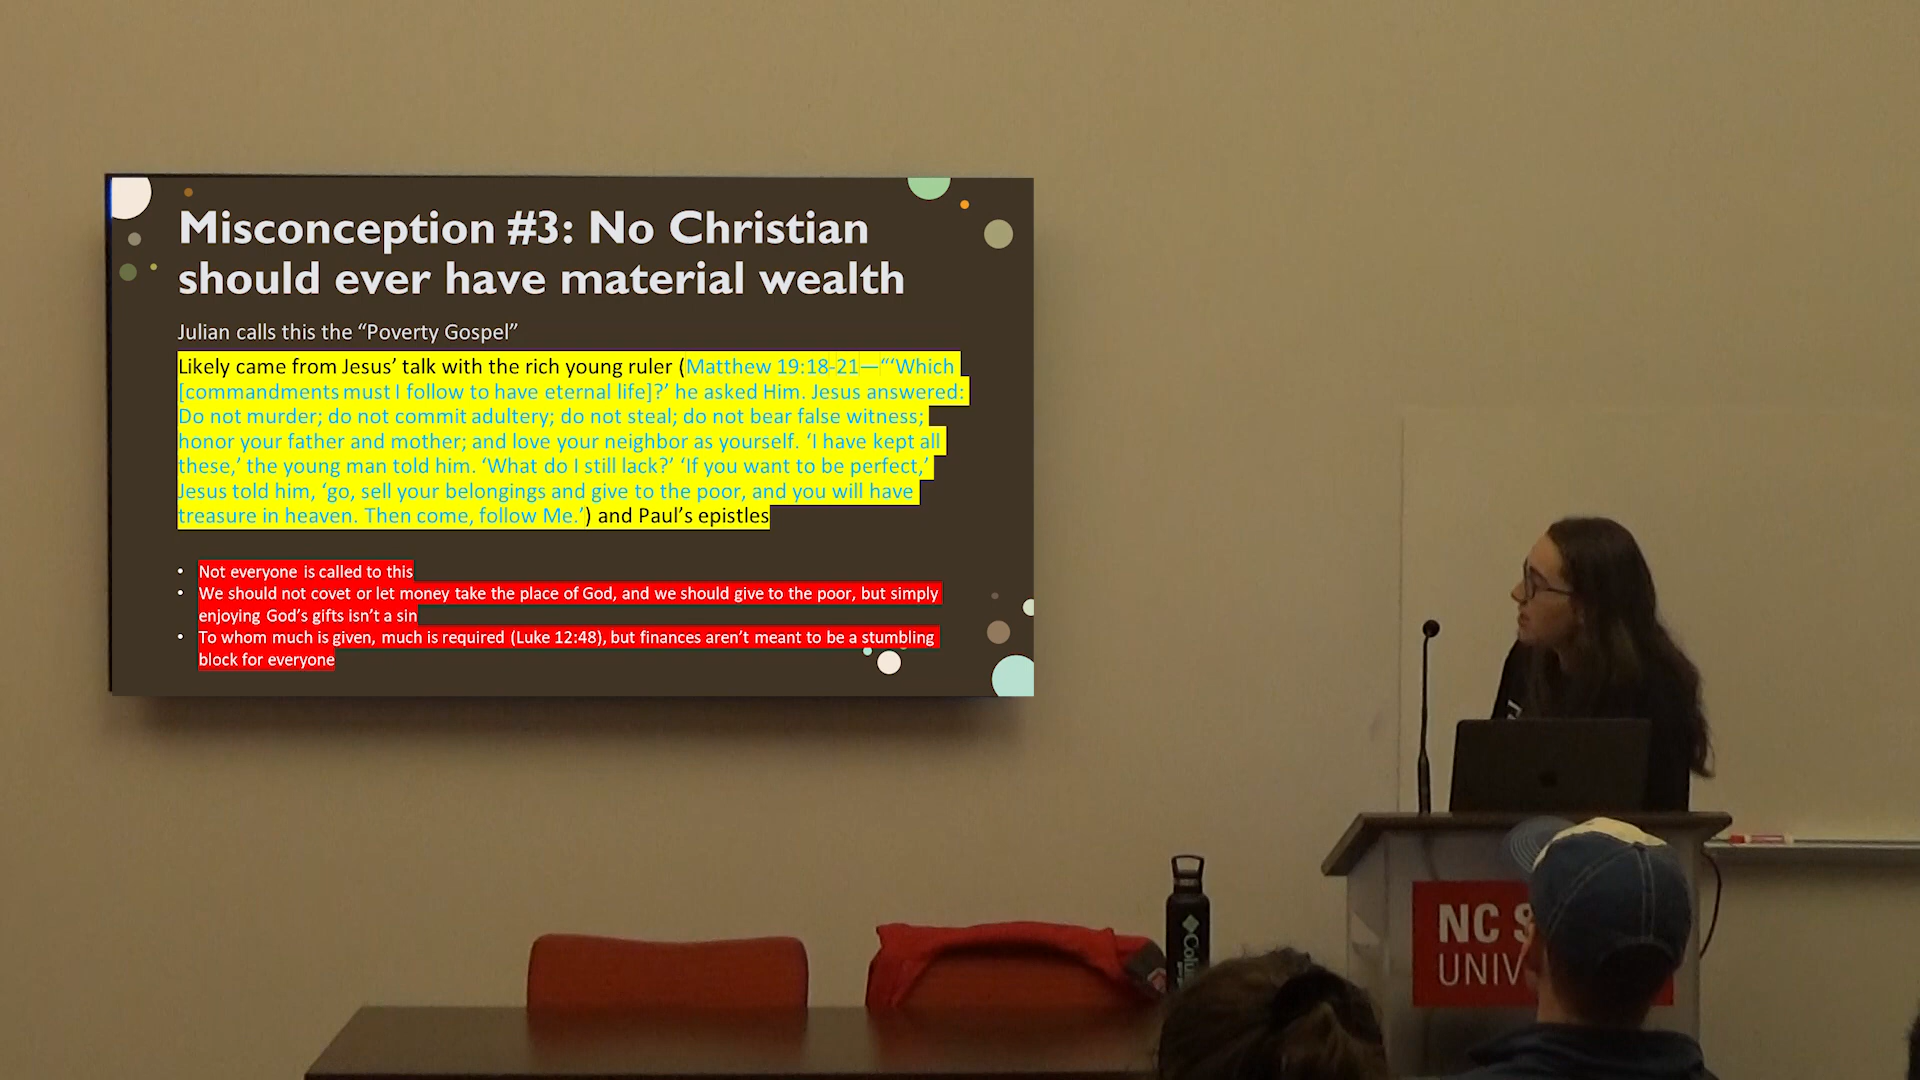 Misconception #3: No Christian
should ever have material wealth
Julian calls this the “Poverty Gospel”
Likely came from Jesus’ talk with the rich young ruler (Matthew 19:18-21—“‘Which
[commandments must I follow to have eternal life]?’ he asked Him. Jesus answered:
Do not murder; do not commit adultery; do not steal; do not bear false witness;
honor your father and mother; and love your neighbor as yourself. ‘I have kept all
these,’ the young man told him. ‘What do I still lack?’ ‘If you want to be perfect,’
Jesus told him, ‘go, sell your belongings and give to the poor, and you will have
treasure in heaven. Then come, follow Me.’) and Paul’s epistles
• Not everyone is called to this
• We should not covet or let money take the place of God, and we should give to the poor, but simply
enjoying God’s gifts isn’t a sin
• To whom much is given, much is required (Luke 12:48), but finances aren’t meant to be a stumbling
block for everyone
NC